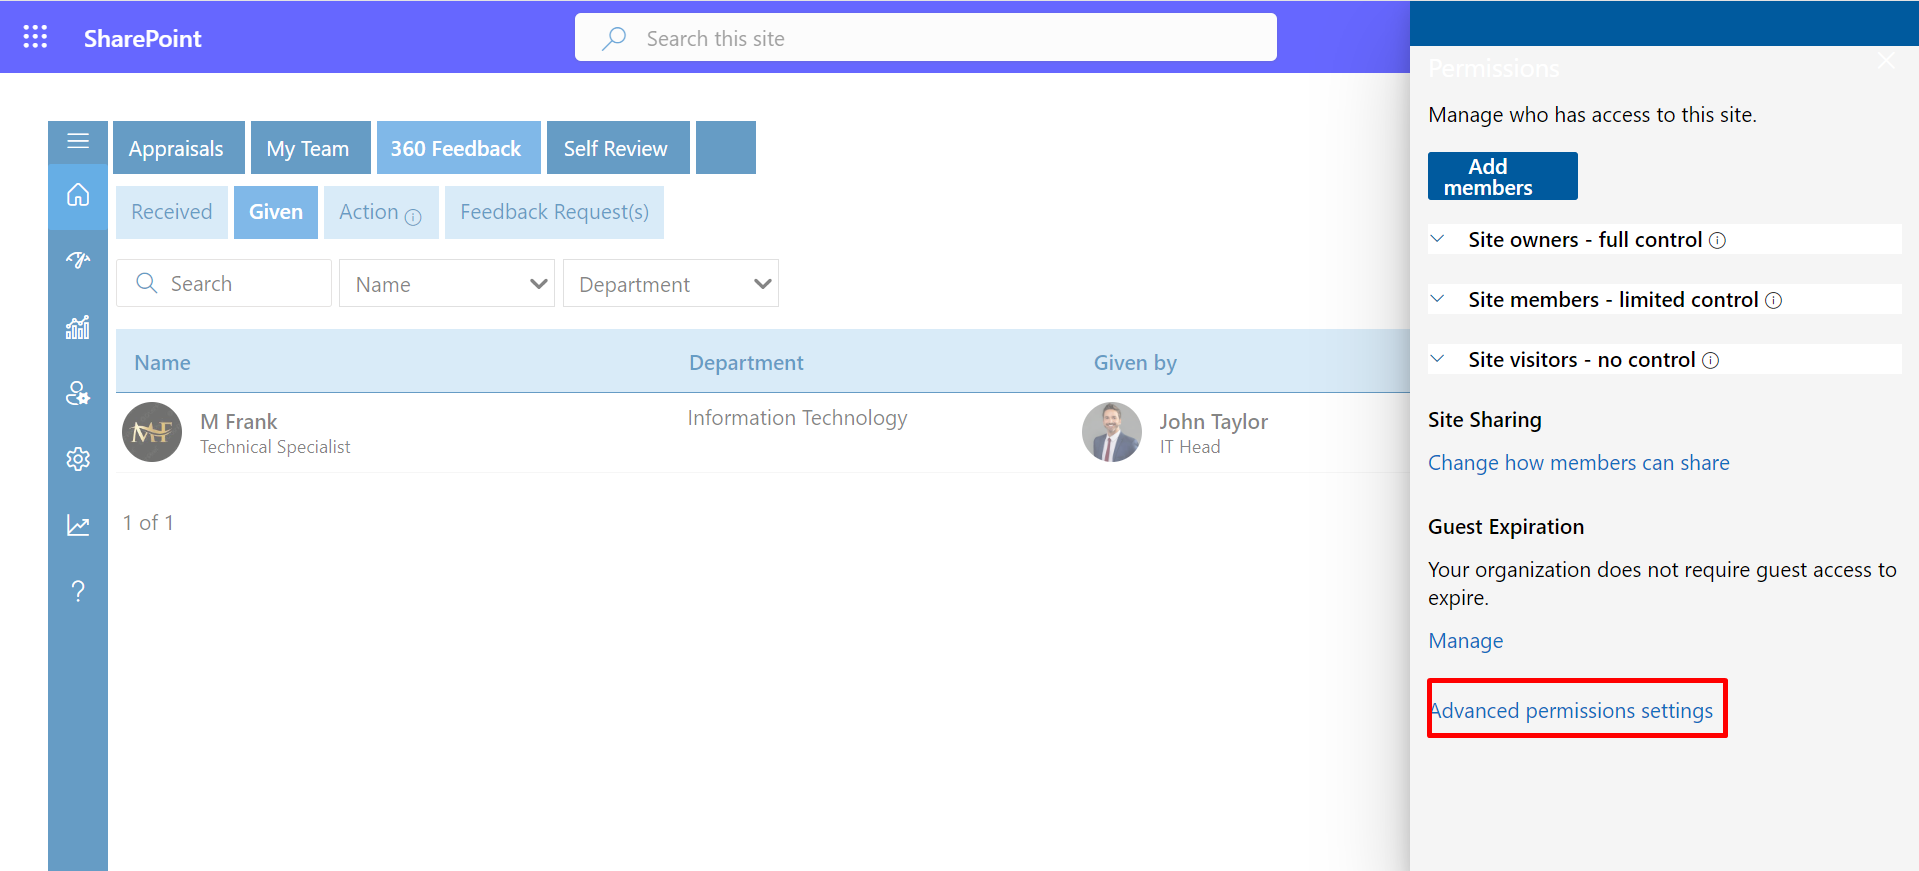 SharePoint
Search this site
Appraisals
My Team
360 Feedback
Self Review
Received
Given
Action
Feedback Request(s)
Search
Name
Department
Name
Department
Given by
MF
M Frank
Technical Specialist
Information Technology
John Taylor
IT Head
1 of 1
Permissions
Manage who has access to this site.
Add
members
Site owners - full control
Site members - limited control
Site visitors - no control
Site Sharing
Change how members can share
Guest Expiration
Your organization does not require guest access to
expire.
Manage
Advanced permissions settings